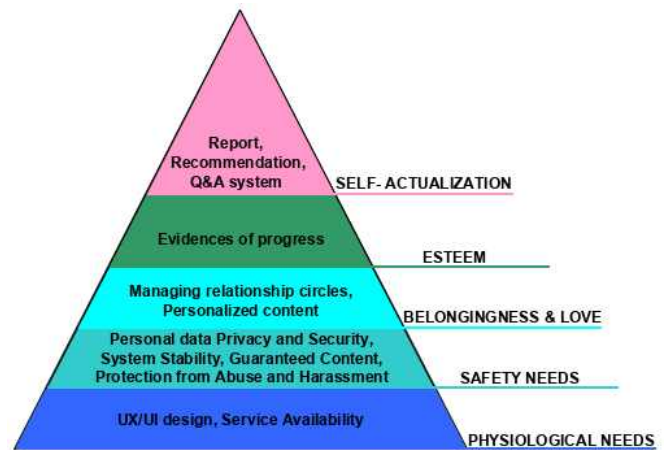 Report,
Recommendation,
Q&A system
SELF- ACTUALIZATION
Evidences of progress
ESTEEM
Managing relationship circles,
Personalized content
BELONGINGNESS & LOVE
Personal data Privacy and Security,
System Stability, Guaranteed Content,
Protection from Abuse and Harassment
SAFETY NEEDS
UX/UI design, Service Availability
PHYSIOLOGICAL NEEDS